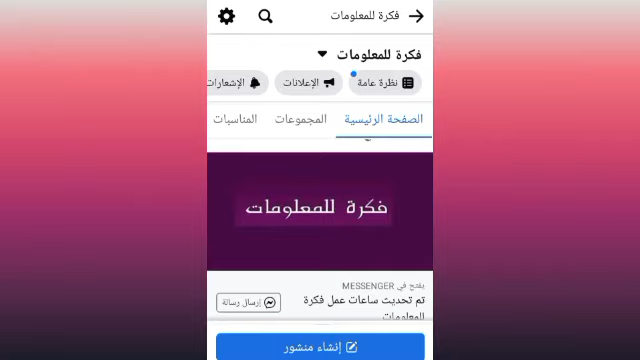 فكرة للمعلومات
فكرة للمعلومات
نظرة عامة
الإعلانات
الإشعارات
الصفحة الرئيسية
المجموعات
المناسبات
فكرة للمعلومات
يفتح في MESSENGER
تم تحديث ساعات عمل فكرة
للمعلومات
إرسال رسالة
إنشاء منشور